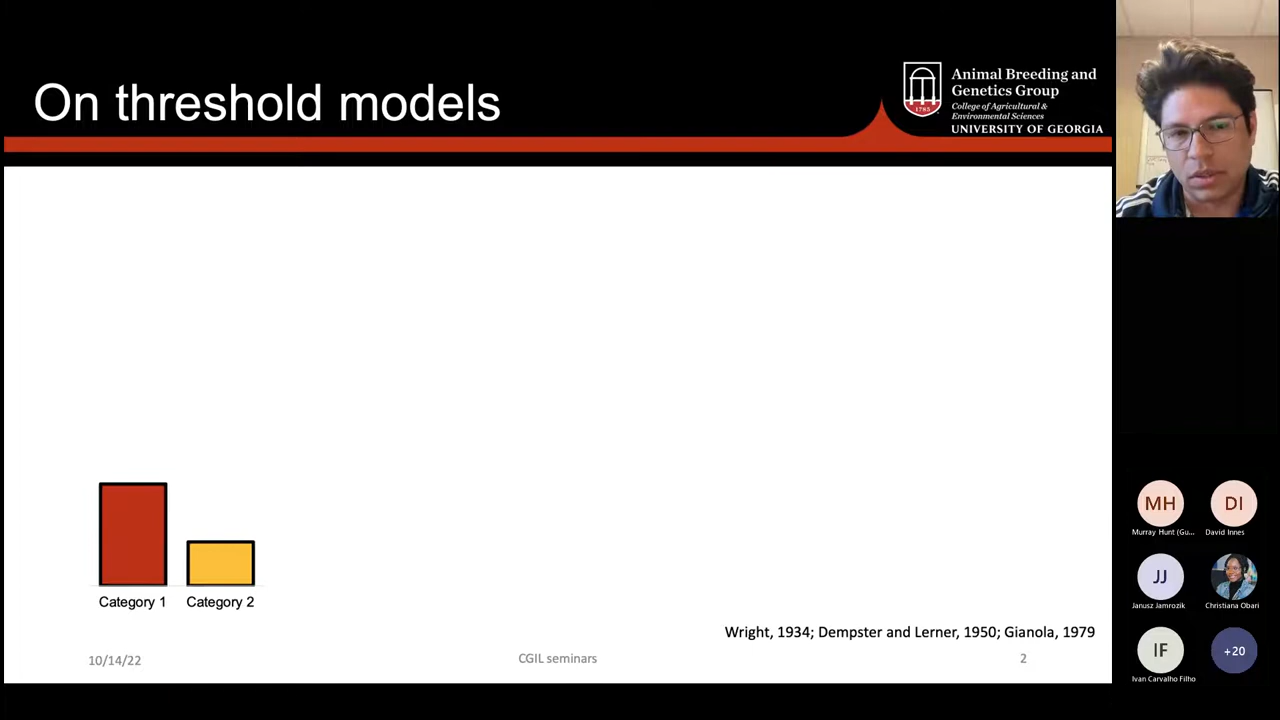 On threshold models
Animal Breeding and
Genetics Group
College of Agricultural &
Environmental Sciences
UNIVERSITY OF GEORGIA
1785
Category 1
Category 2
Wright, 1934; Dempster and Lerner, 1950; Gianola, 1979
10/14/22
CGIL seminars
2
MH
DI
Murray Hunt (Gu...
David Innes
JJ
Janusz Jamrozik
Christiana Obari
IF
+20
Ivan Carvalho Filho